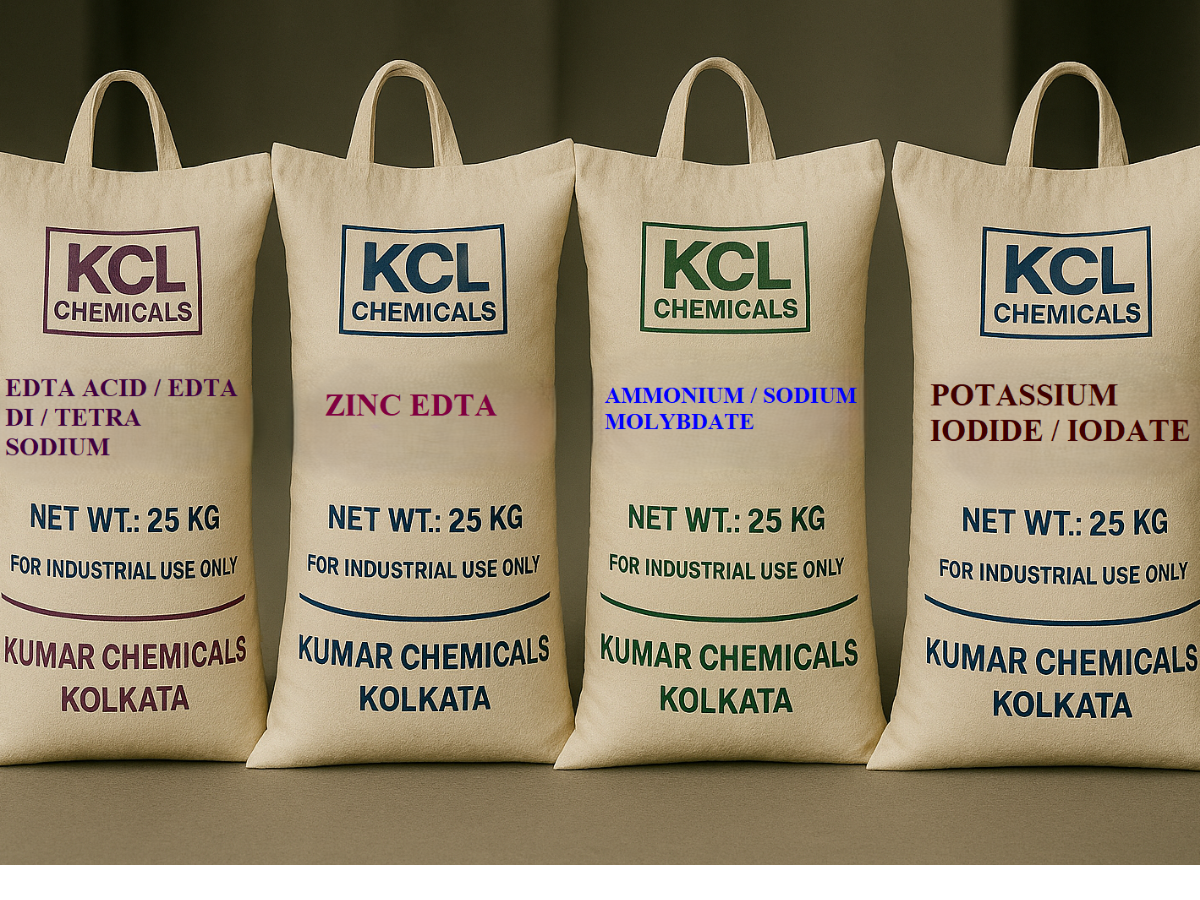 KCL
CHEMICALS
EDTA ACID / EDTA
DI / TETRA
SODIUM
NET WT.: 25 KG
FOR INDUSTRIAL USE ONLY
KUMAR CHEMICALS
KOLKATA
KCL
CHEMICALS
ZINC EDTA
NET WT.: 25 KG
FOR INDUSTRIAL USE ONLY
KUMAR CHEMICALS
KOLKATA
KCL
CHEMICALS
AMMONIUM / SODIUM
MOLYBDATE
NET WT.: 25 KG
FOR INDUSTRIAL USE ONLY
KUMAR CHEMICALS
KOLKATA
KCL
CHEMICALS
POTASSIUM
IODIDE / IODATE
NET WT.: 25 KG
FOR INDUSTRIAL USE ONLY
KUMAR CHEMICALS
KOLKATA